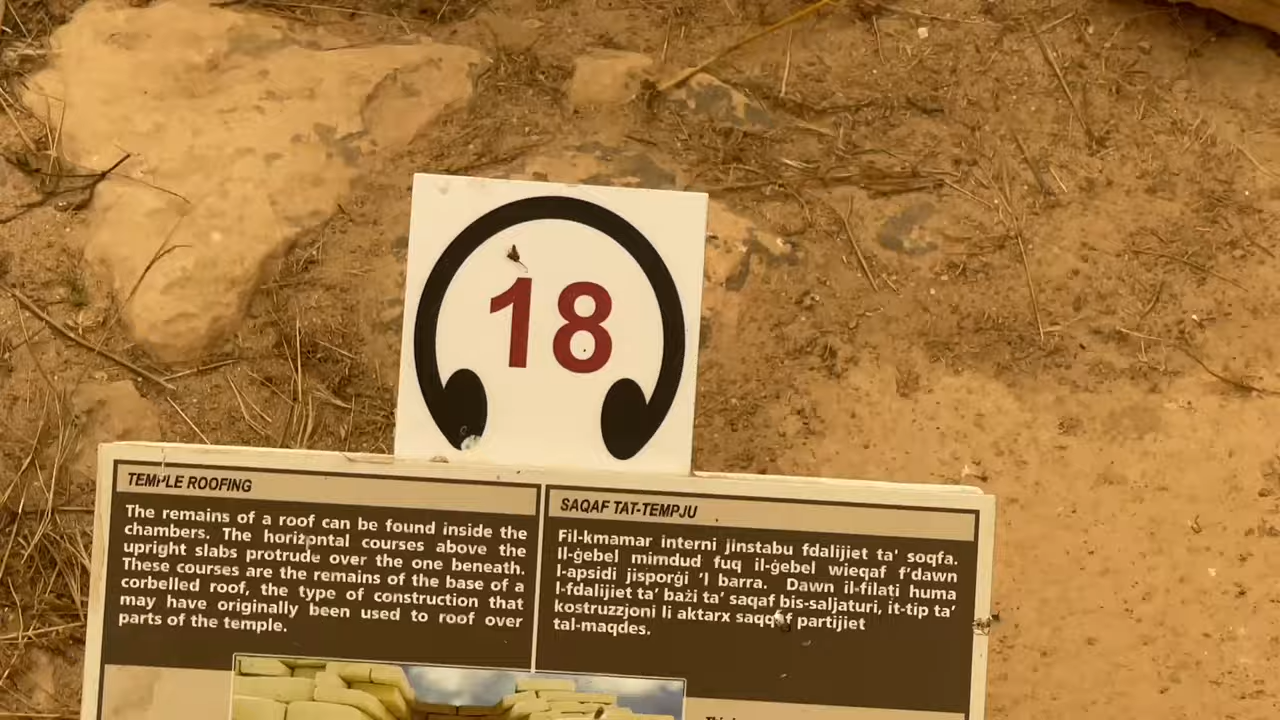 18
TEMPLE ROOFING
The remains of a roof can be found inside the
chambers. The horizontal courses above the
upright slabs protrude over the one beneath.
These courses are the remains of the base of a
corbelled roof, the type of construction that
may have originally been used to roof over
parts of the temple.
SAQAF TAT-TEMPJU
Fil-kmamar interni jinstabu fdalijiet ta' soqfa.
Il-ġebel mimdud fuq il-ġebel wieqaf f'dawn
l-apsidi jisporġi 'l barra. Dawn il-filati huma
l-fdalijiet ta' bażi ta' saqaf bis-saljaturi, it-tip ta'
kostruzzjoni li aktarx saqqaf partijiet
tal-maqdes.